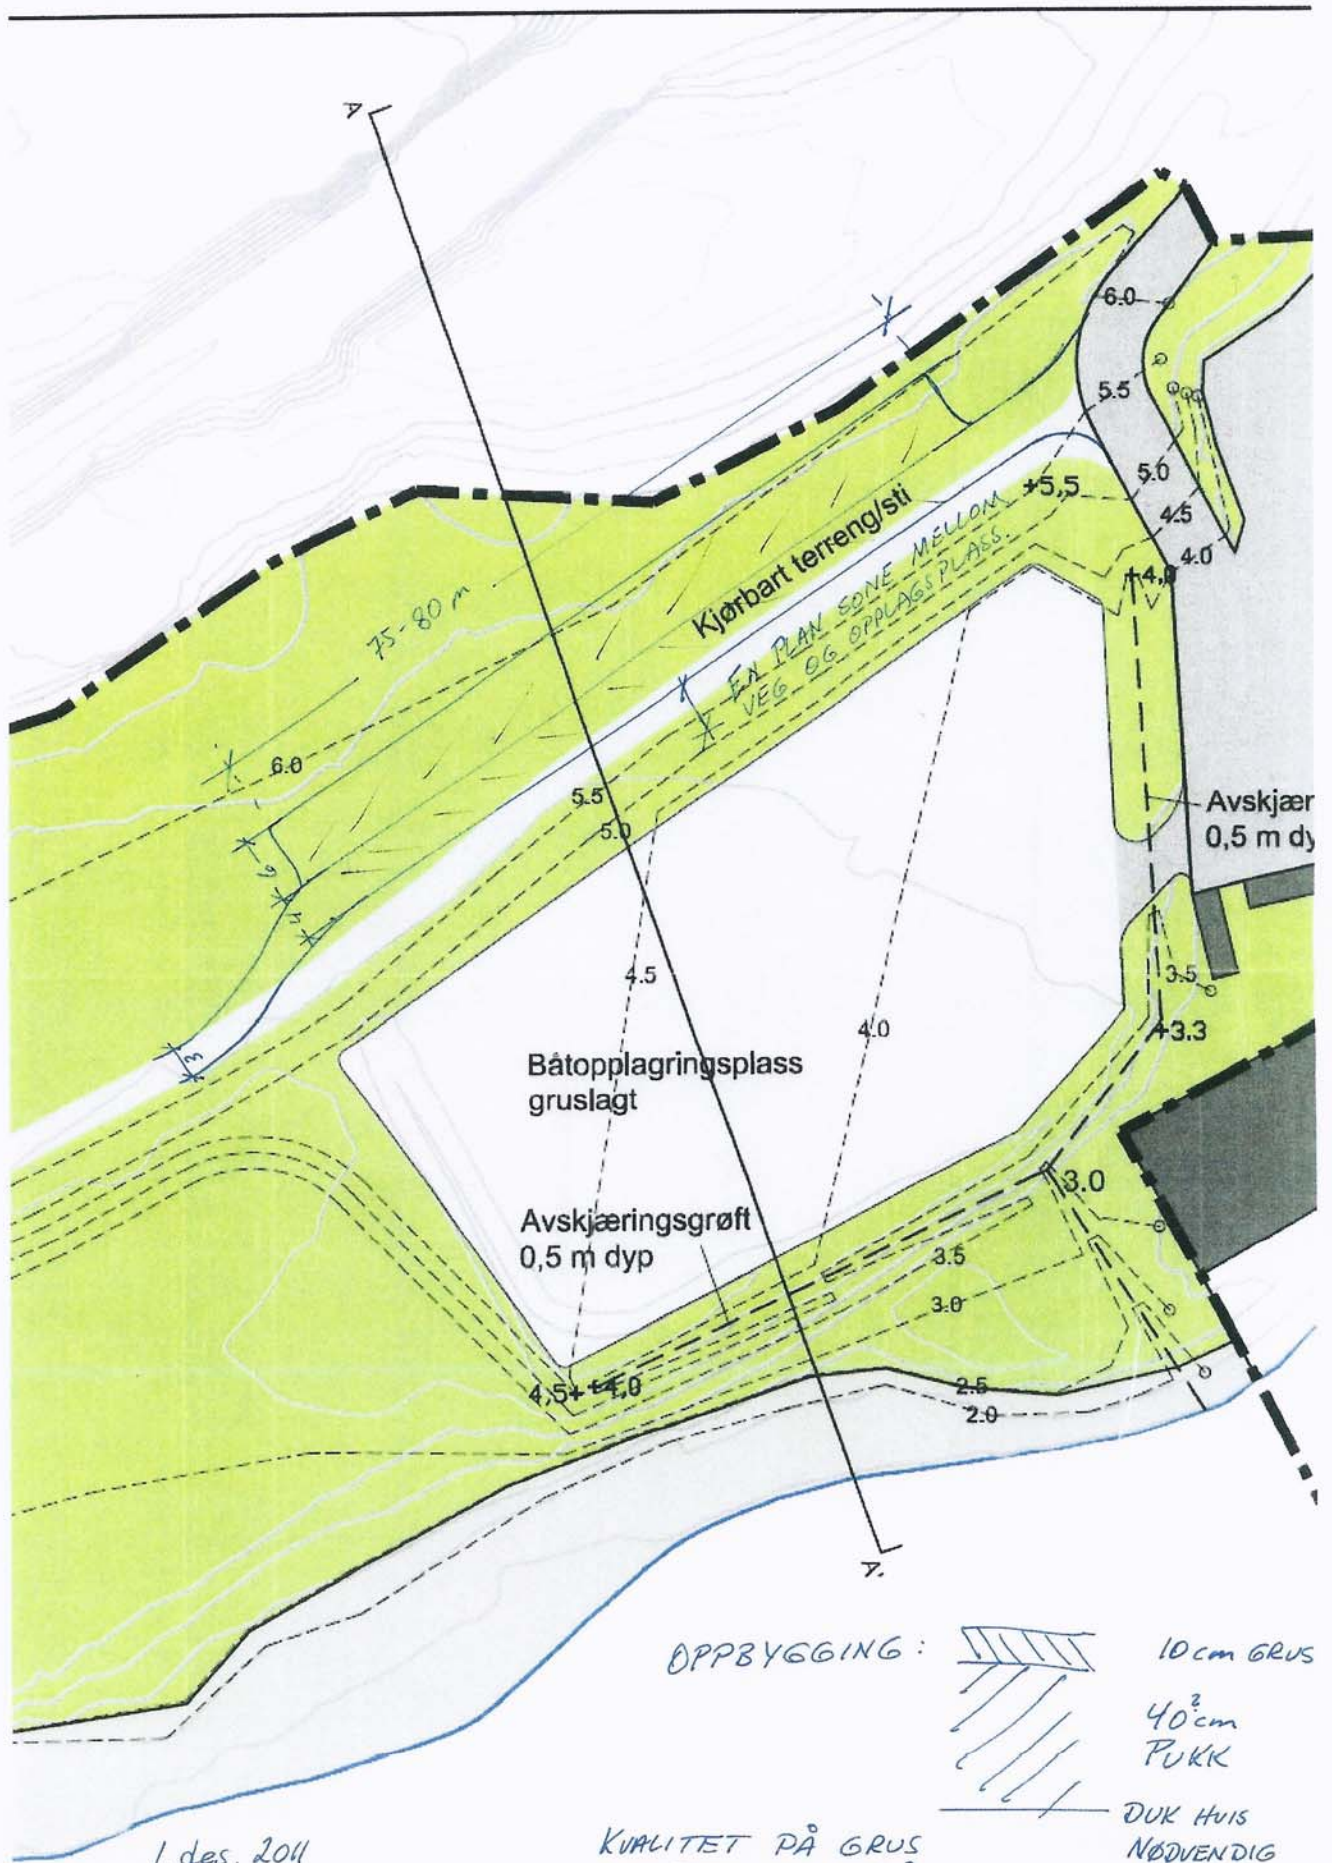 A
6.0
5.5
+5,5
5.0
4.5
4.0
+4,0
75-80 m
Kjørbart terreng/sti
EN PLAN SONE MELLOM
VEG OG OPPLAGSPLASS.
6.0
5.5
5.0
Avskjær
0,5 m dy
6
4
3
4.5
4.0
3.5
+3.3
Båtopplagringsplass
gruslagt
3.0
Avskjæringsgrøft
0,5 m dyp
3.5
3.0
4,5+
+4,0
2.5
2.0
A'
OPPBYGGING :
10 cm GRUS
40 ? cm
PUKK
DUK HVIS
NØDVENDIG
1 des. 2011
KVALITET PÅ GRUS